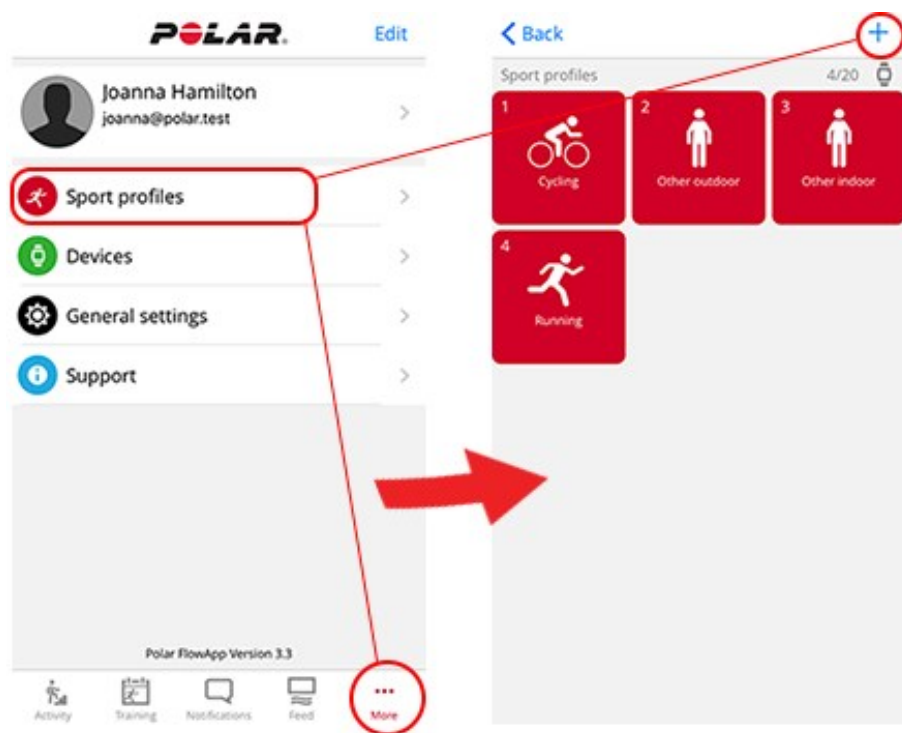 POLAR.
Edit
Joanna Hamilton
joanna@polar.test
Sport profiles
Devices
General settings
Support
Polar FlowApp Version 3.3
Activity
Training
Notifications
Feed
More
Back
+
Sport profiles
4/20
1
Cycling
2
Other outdoor
3
Other indoor
4
Running